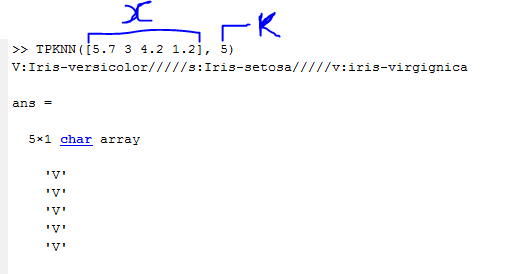 x
K
>> TPKNN([5.7 3 4.2 1.2], 5)
V:Iris-versicolor/////s:Iris-setosa/////v:iris-virgignica
ans =
5×1 char array
'V'
'V'
'V'
'V'
'V'